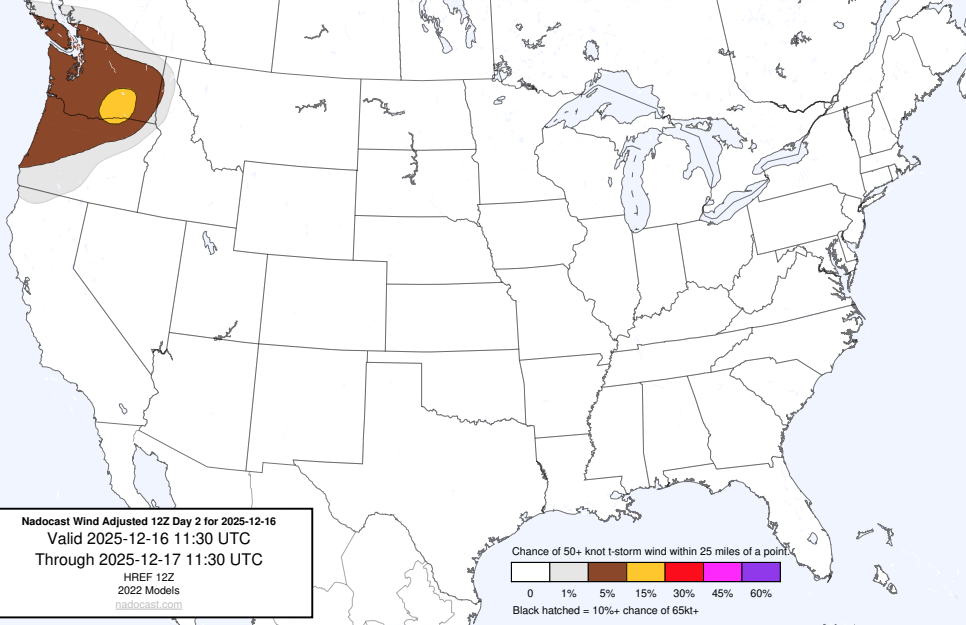 Nadocast Wind Adjusted 12Z Day 2 for 2025-12-16
Valid 2025-12-16 11:30 UTC
Through 2025-12-17 11:30 UTC
HREF 12Z
2022 Models
nadocast.com
Chance of 50+ knot t-storm wind within 25 miles of a point.
0 1% 5% 15% 30% 45% 60%
Black hatched = 10%+ chance of 65kt+